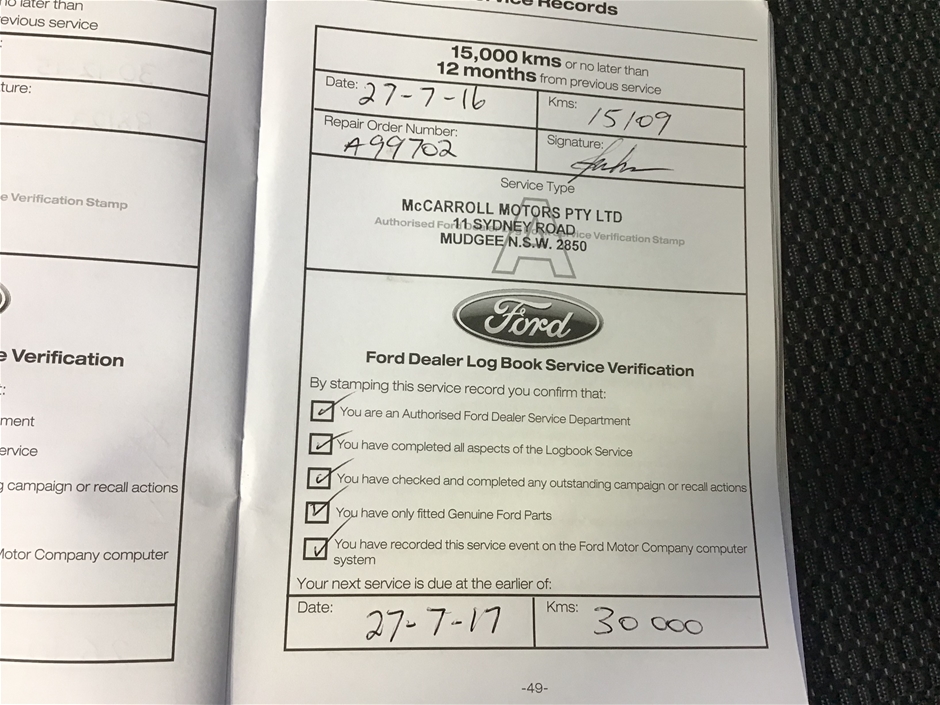 no later than
evious service
ture:
e Verification Stamp
e Verification
ment
ervice
g campaign or recall actions
Motor Company computer
Records
15,000 kms or no later than
12 months from previous service
Date: 27-7-16
Kms: 15109
Repair Order Number:
A99702
Signature:
Service Type
McCARROLL MOTORS PTY LTD
11 SYDNEY ROAD
Authorised Ford Service Verification Stamp
MUDGEE N.S.W. 2850
A
Ford
Ford Dealer Log Book Service Verification
By stamping this service record you confirm that:
You are an Authorised Ford Dealer Service Department
You have completed all aspects of the Logbook Service
You have checked and completed any outstanding campaign or recall actions
You have only fitted Genuine Ford Parts
You have recorded this service event on the Ford Motor Company computer
system
Your next service is due at the earlier of:
Date: 27-7-17
Kms: 30 000
-49-